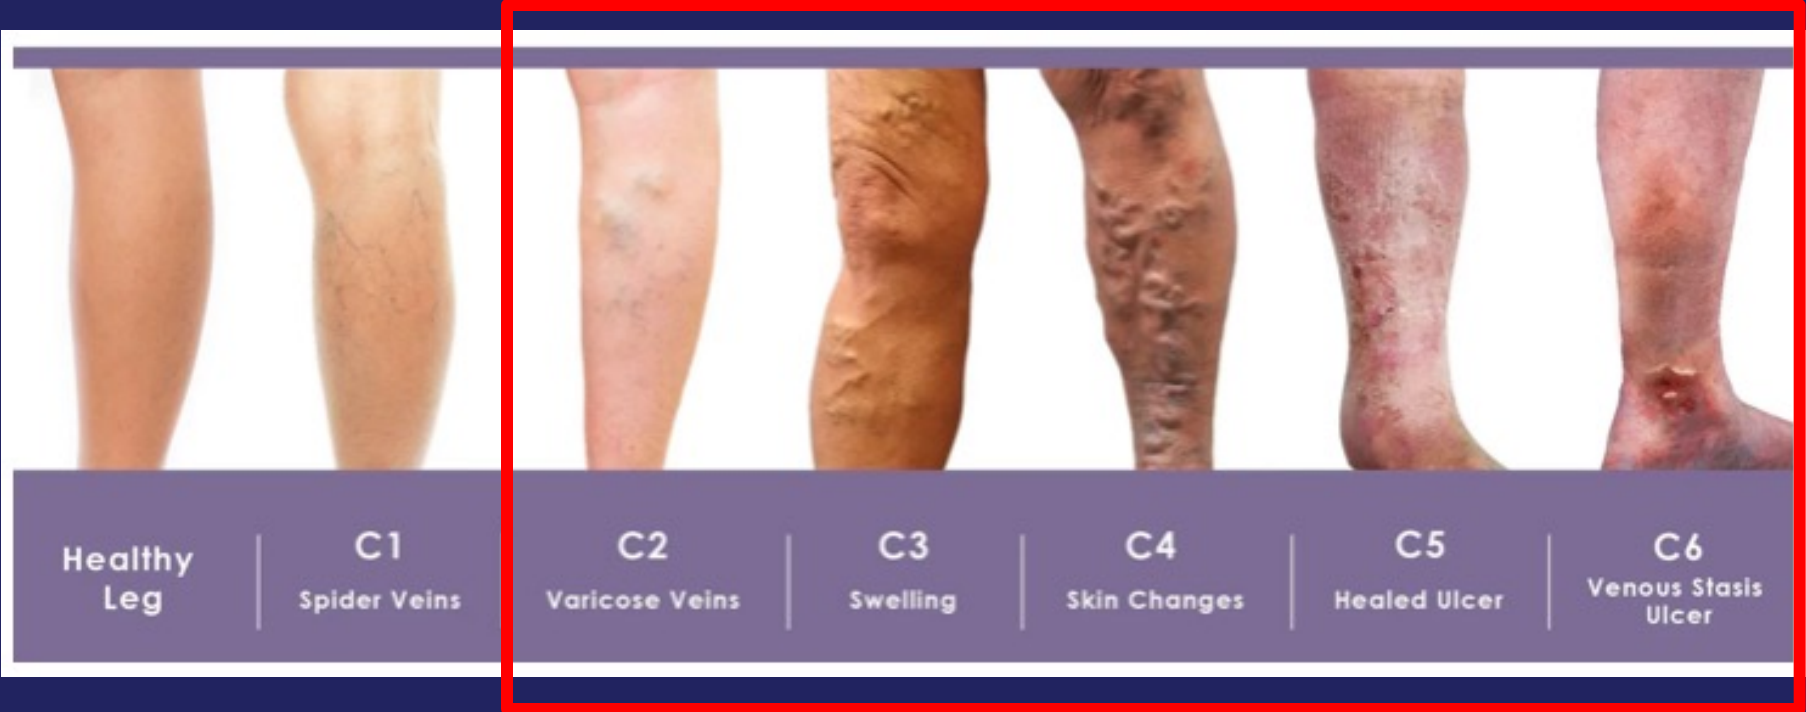 Healthy
Leg
C1
Spider Veins
C2
Varicose Veins
C3
Swelling
C4
Skin Changes
C5
Healed Ulcer
C6
Venous Stasis
Ulcer